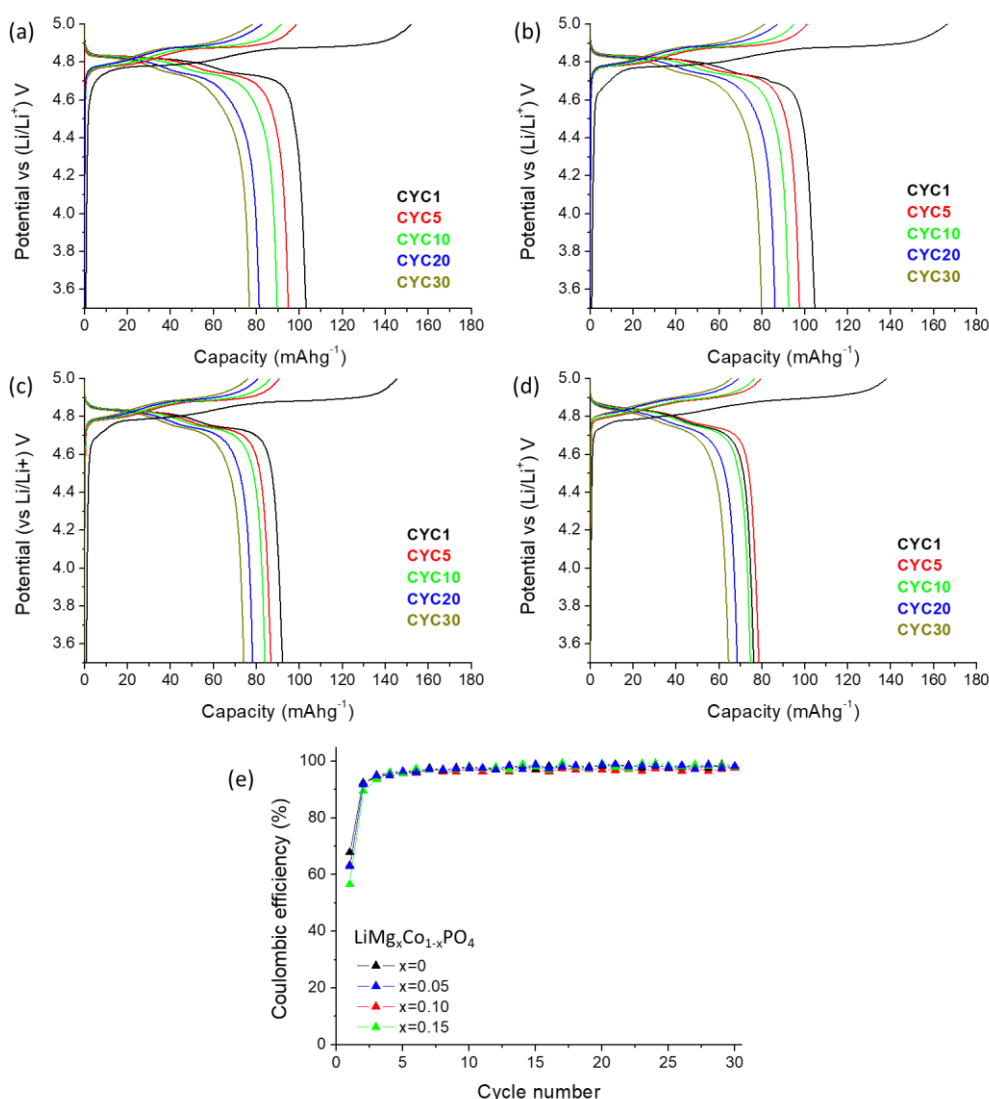 (a)
Potential vs (Li/Li⁺) V
5.0
4.8
4.6
4.4
4.2
4.0
3.8
3.6
CYC1
CYC5
CYC10
CYC20
CYC30
0 20 40 60 80 100 120 140 160 180
Capacity (mAhg⁻¹)
(b)
Potential vs (Li/Li⁺) V
5.0
4.8
4.6
4.4
4.2
4.0
3.8
3.6
CYC1
CYC5
CYC10
CYC20
CYC30
0 20 40 60 80 100 120 140 160 180
Capacity (mAhg⁻¹)
(c)
Potential (vs Li/Li+) V
5.0
4.8
4.6
4.4
4.2
4.0
3.8
3.6
CYC1
CYC5
CYC10
CYC20
CYC30
0 20 40 60 80 100 120 140 160 180
Capacity (mAhg⁻¹)
(d)
Potential vs (Li/Li⁺) V
5.0
4.8
4.6
4.4
4.2
4.0
3.8
3.6
CYC1
CYC5
CYC10
CYC20
CYC30
0 20 40 60 80 100 120 140 160 180
Capacity (mAhg⁻¹)
(e)
Coulombic efficiency (%)
100
80
60
40
20
0
LiMgₓCo₁₋ₓPO₄
x=0
x=0.05
x=0.10
x=0.15
0 5 10 15 20 25 30
Cycle number